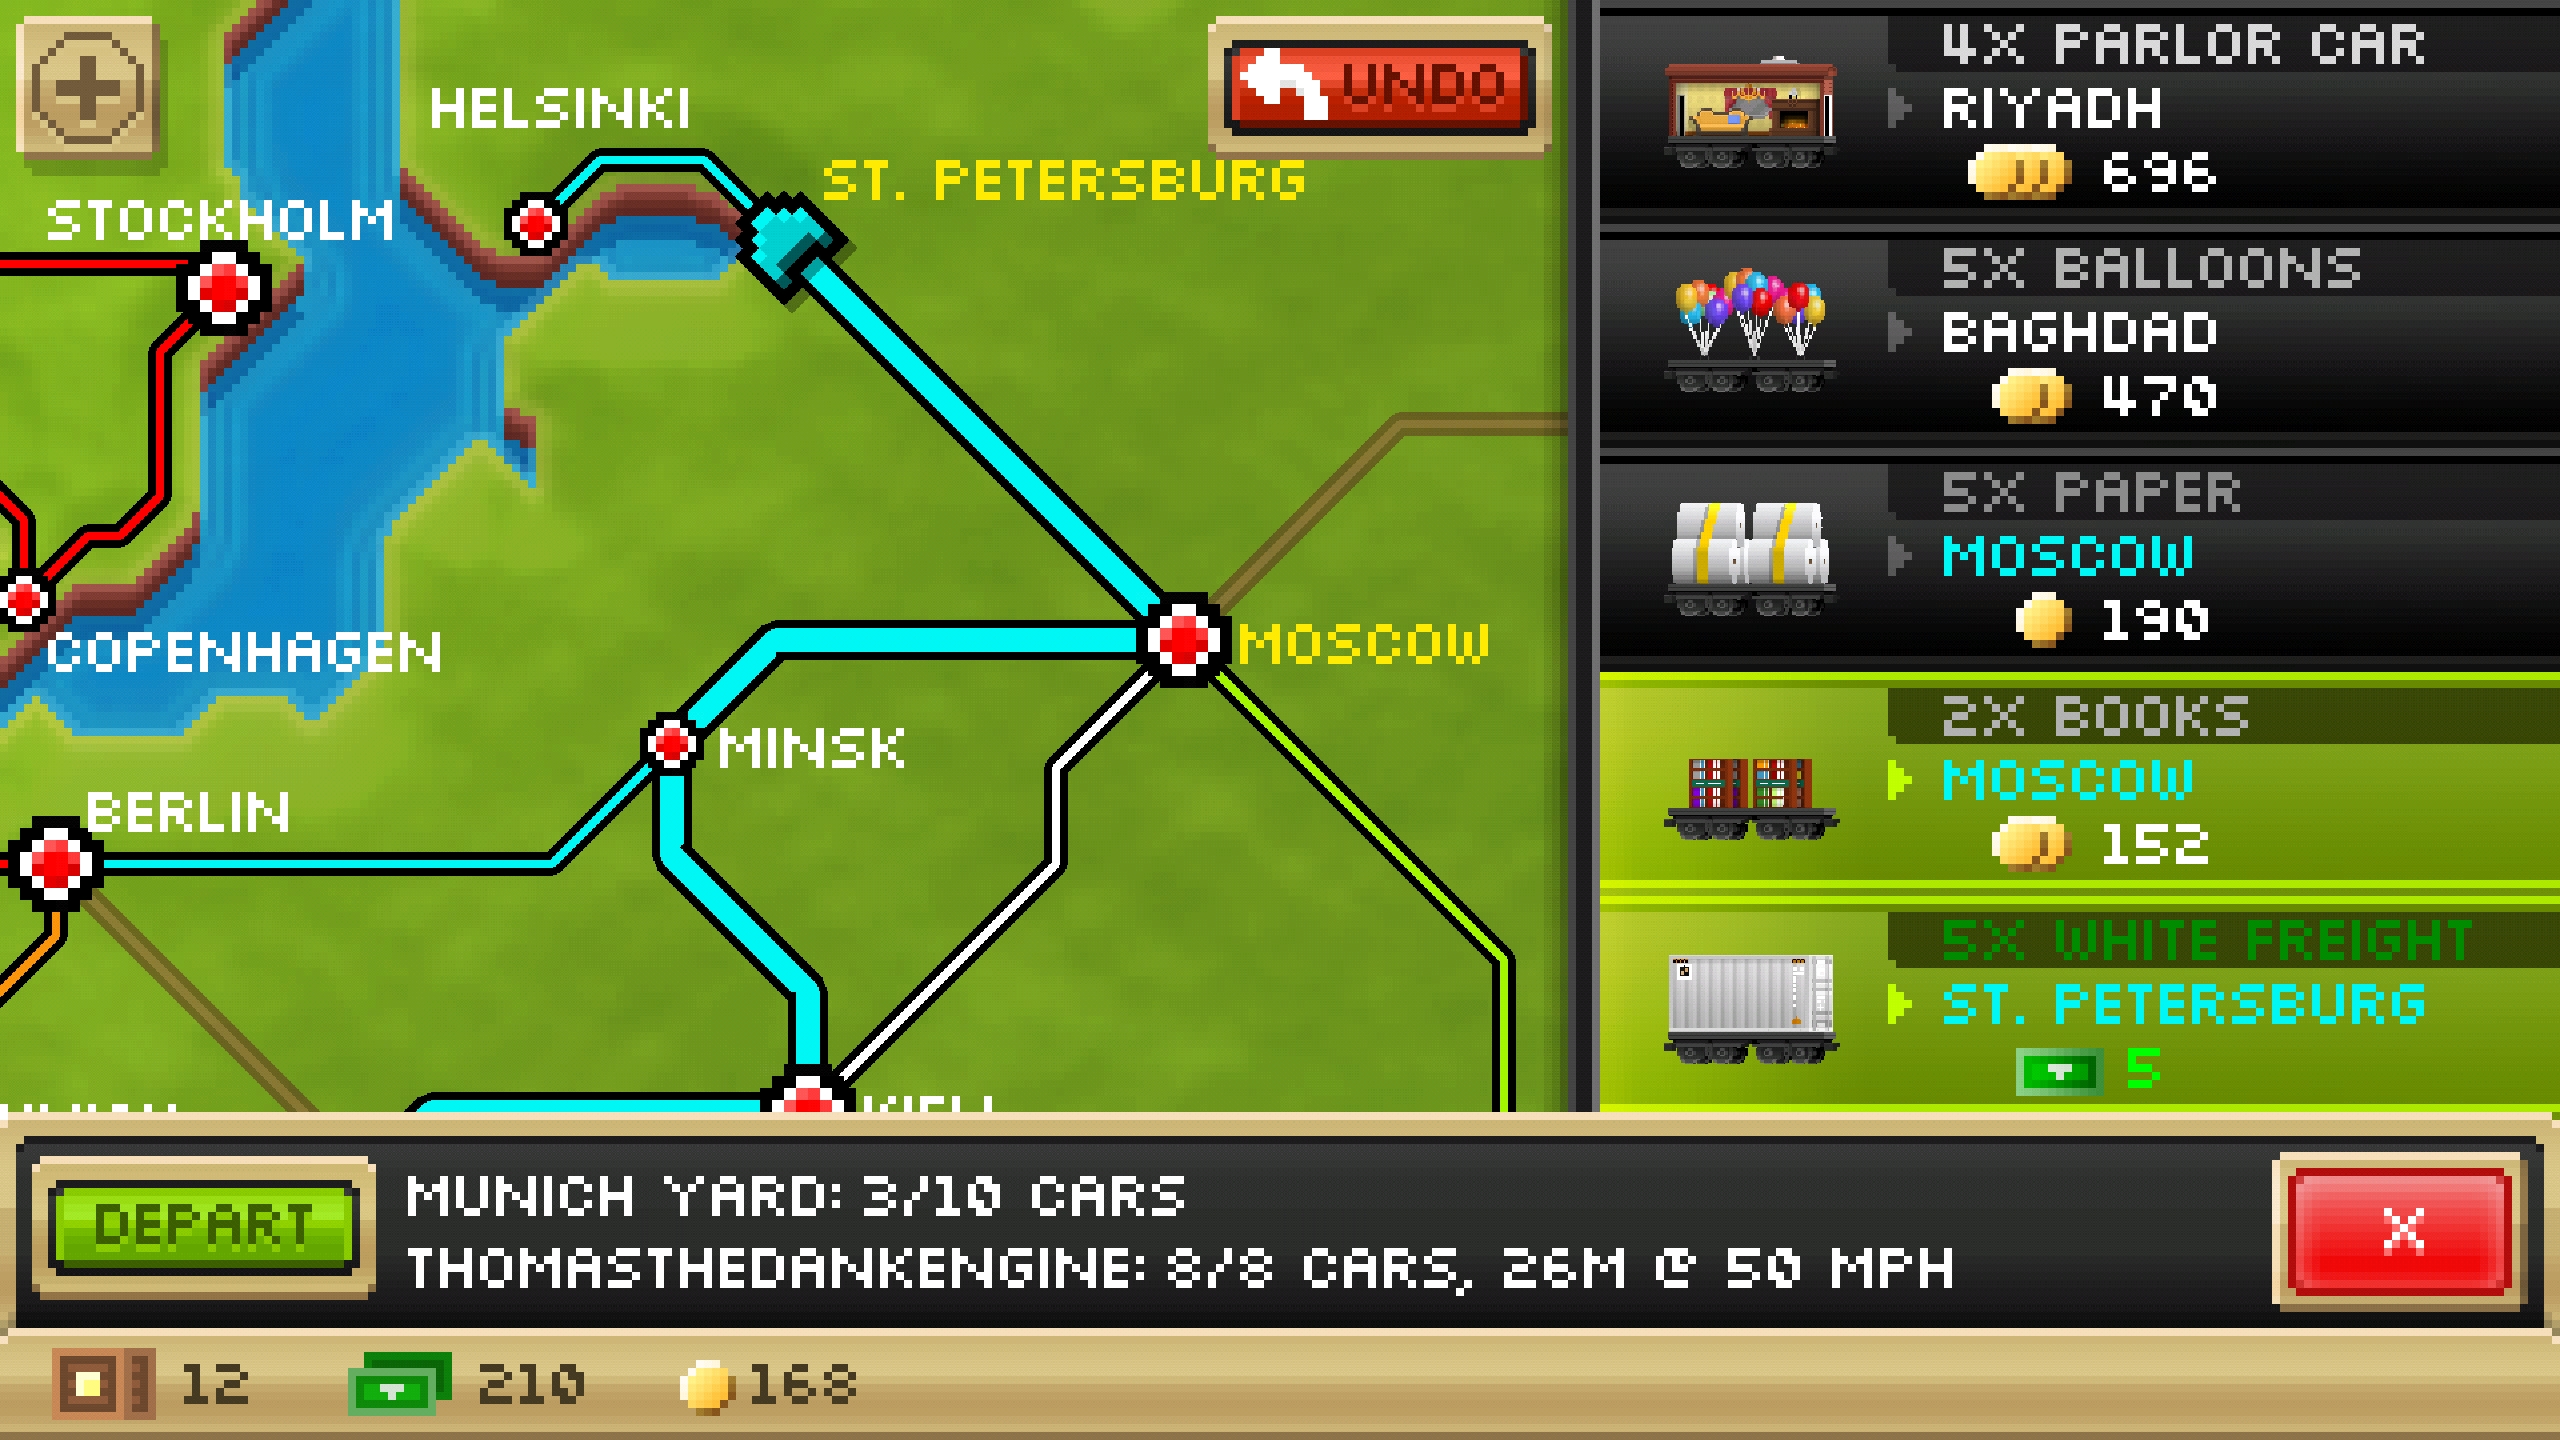 HELSINKI
UNDO
ST. PETERSBURG
STOCKHOLM
MOSCOW
COPENHAGEN
MINSK
BERLIN
4X PARLOR CAR
RIYADH
696
5X BALLOONS
BAGHDAD
470
5X PAPER
MOSCOW
190
2X BOOKS
MOSCOW
152
5X WHITE FREIGHT
ST. PETERSBURG
5
DEPART
MUNICH YARD: 3/10 CARS
THOMASTHEDANKENGINE: 8/8 CARS, 26M @ 50 MPH
X
12
210
168